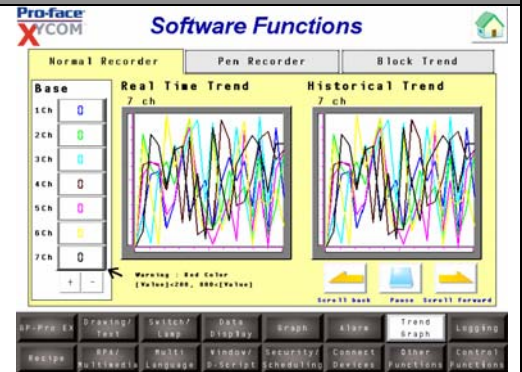 Pro-face
XYCOM
Software Functions
Normal Recorder
Pen Recorder
Block Trend
Base
1Ch 0
2Ch 0
3Ch 0
4Ch 0
5Ch 0
6Ch 0
7Ch 0
+ -
Real Time Trend
7 ch
Historical Trend
7 ch
Warning : Red Color
[Value]<200, 800<[Value]
Scroll back
Pause
Scroll Forward
GP-Pro EX
Drawing/
Text
Switch/
Lamp
Data
Display
Graph
Alarm
Trend
Graph
Logging
Recipe
RPA/
Multimedia
Multi
Language
Window/
D-Script
Security/
Scheduling
Connect
Devices
Other
Functions
Control
Functions